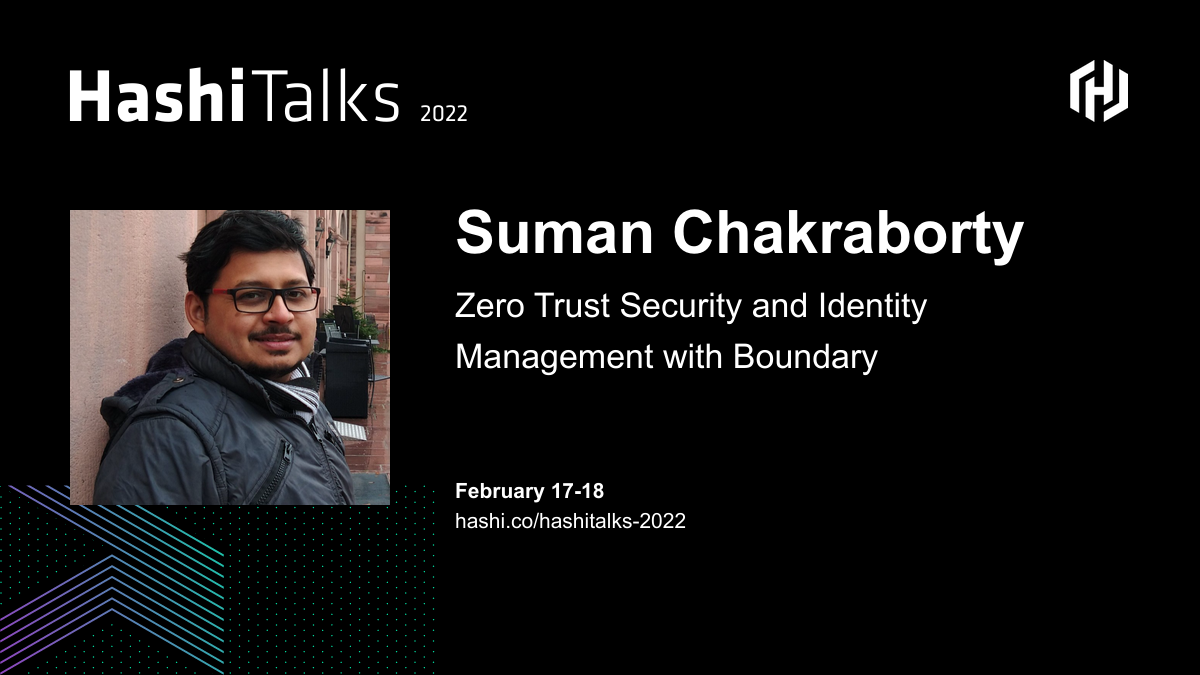 HashiTalks 2022
Suman Chakraborty
Zero Trust Security and Identity
Management with Boundary
February 17-18
hashi.co/hashitalks-2022